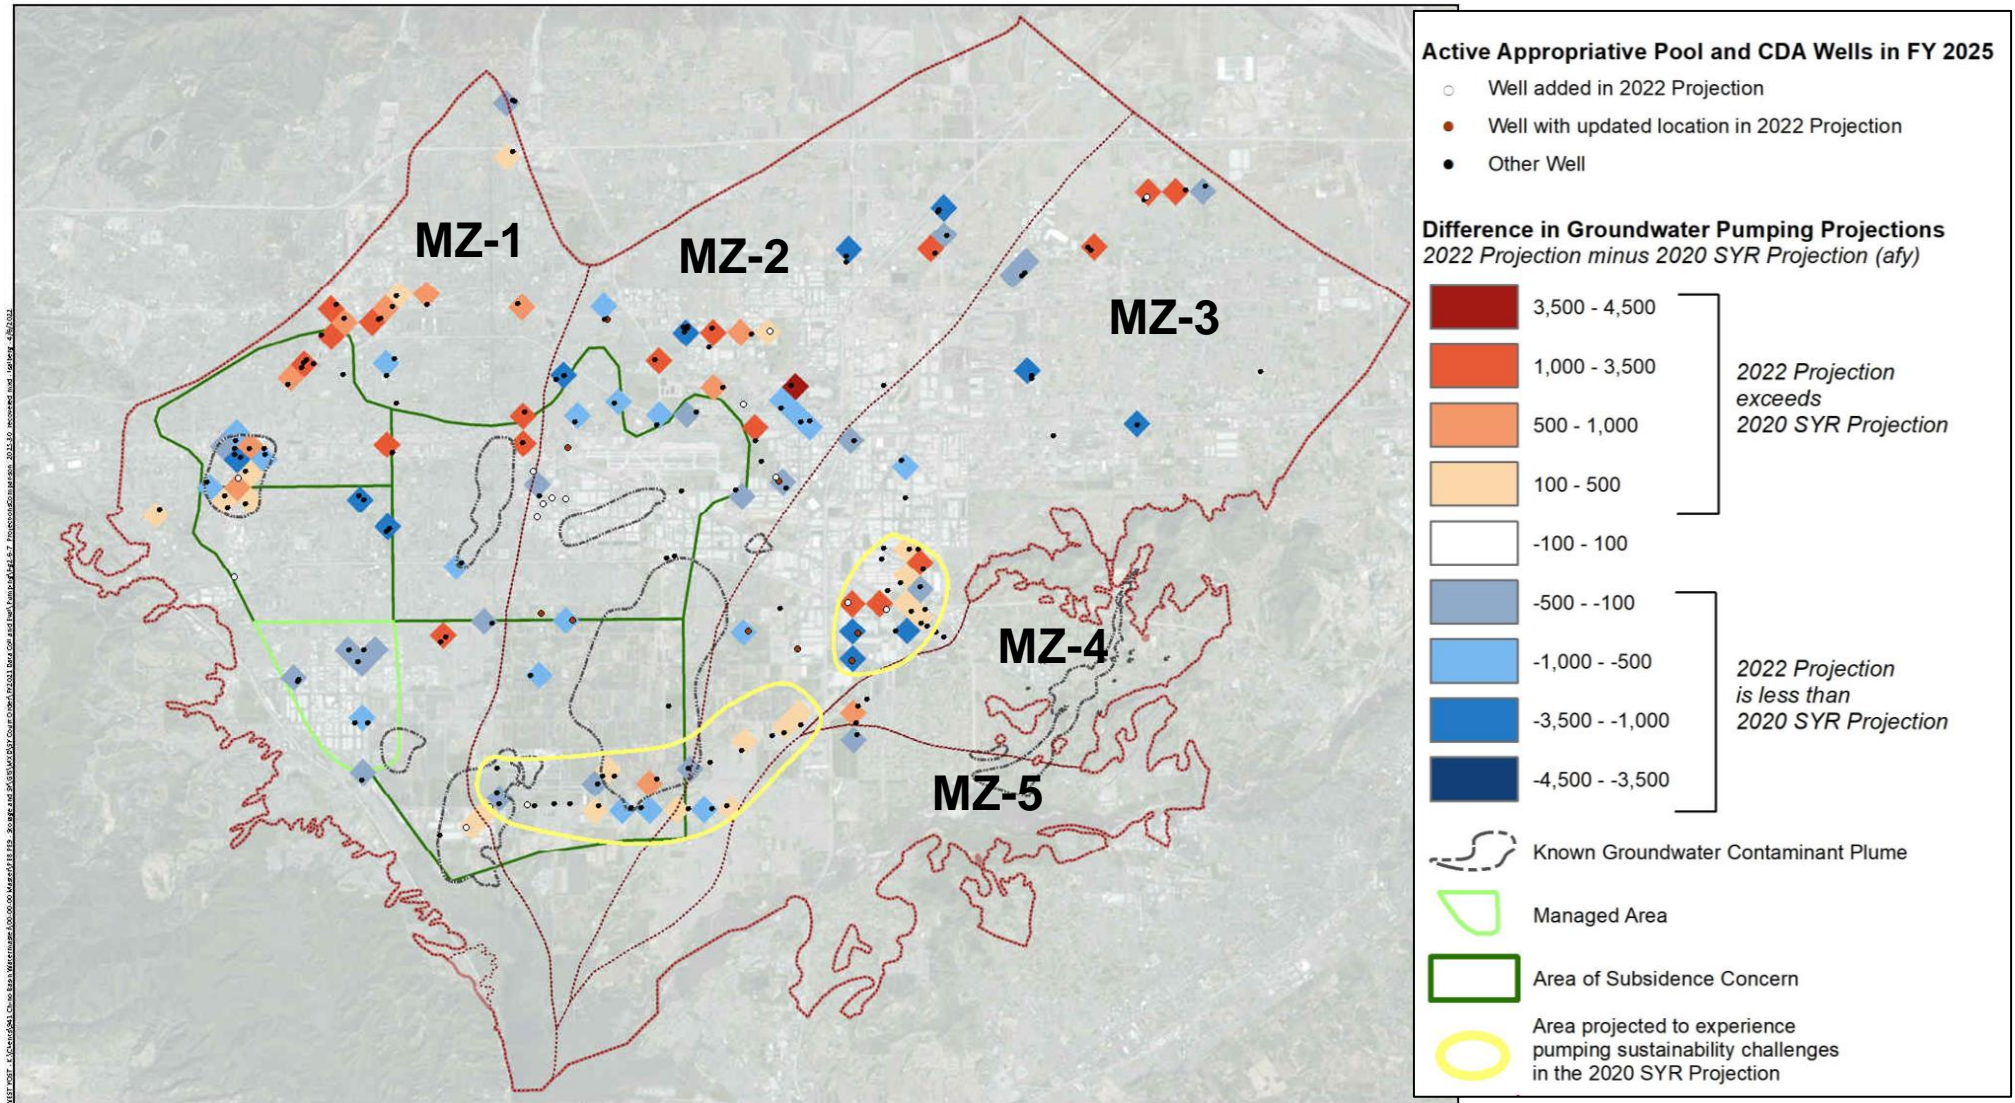 Active Appropriative Pool and CDA Wells in FY 2025
Well added in 2022 Projection
Well with updated location in 2022 Projection
Other Well
Difference in Groundwater Pumping Projections
2022 Projection minus 2020 SYR Projection (afy)
3,500 - 4,500
1,000 - 3,500
500 - 1,000
100 - 500
2022 Projection
exceeds
2020 SYR Projection
-100 - 100
-500 - -100
-1,000 - -500
-3,500 - -1,000
-4,500 - -3,500
2022 Projection
is less than
2020 SYR Projection
Known Groundwater Contaminant Plume
Managed Area
Area of Subsidence Concern
Area projected to experience
pumping sustainability challenges
in the 2020 SYR Projection
MZ-1
MZ-2
MZ-3
MZ-4
MZ-5